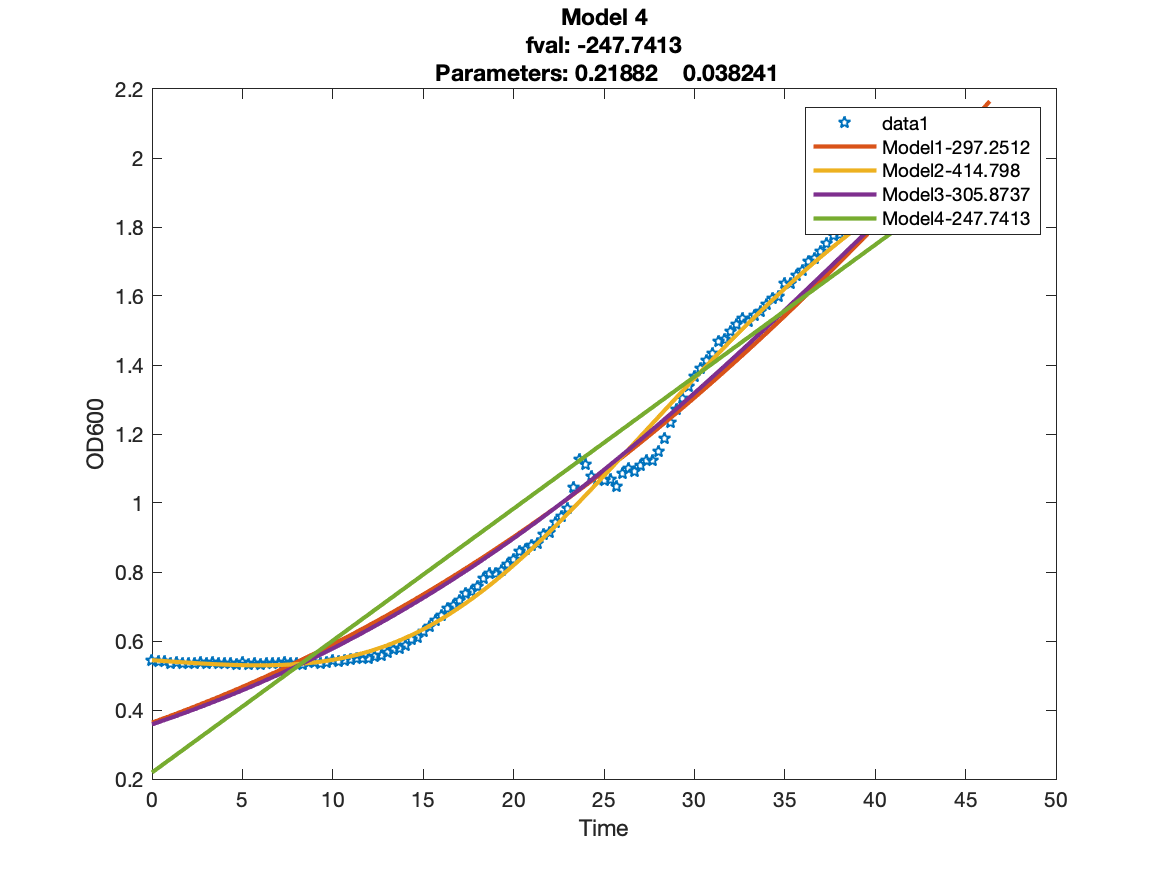 Model 4
fval: -247.7413
Parameters: 0.21882 0.038241
2.2
2
1.8
1.6
1.4
1.2
1
0.8
0.6
0.4
0.2
OD600
data1
Model1-297.2512
Model2-414.798
Model3-305.8737
Model4-247.7413
0 5 10 15 20 25 30 35 40 45 50
Time